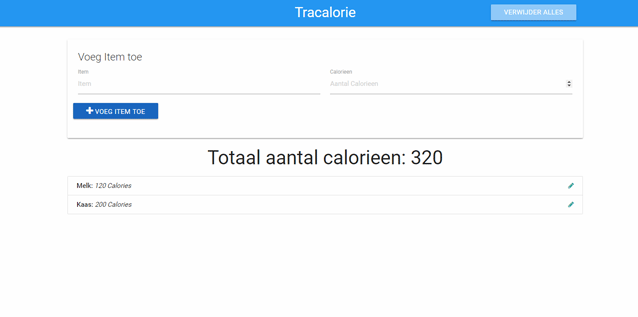 Tracalorie
VERWIJDER ALLES
Voeg Item toe
Item
Calorieen
Item
Aantal Calorieen
VOEG ITEM TOE
Totaal aantal calorieen: 320
Melk: 120 Calories
Kaas: 200 Calories